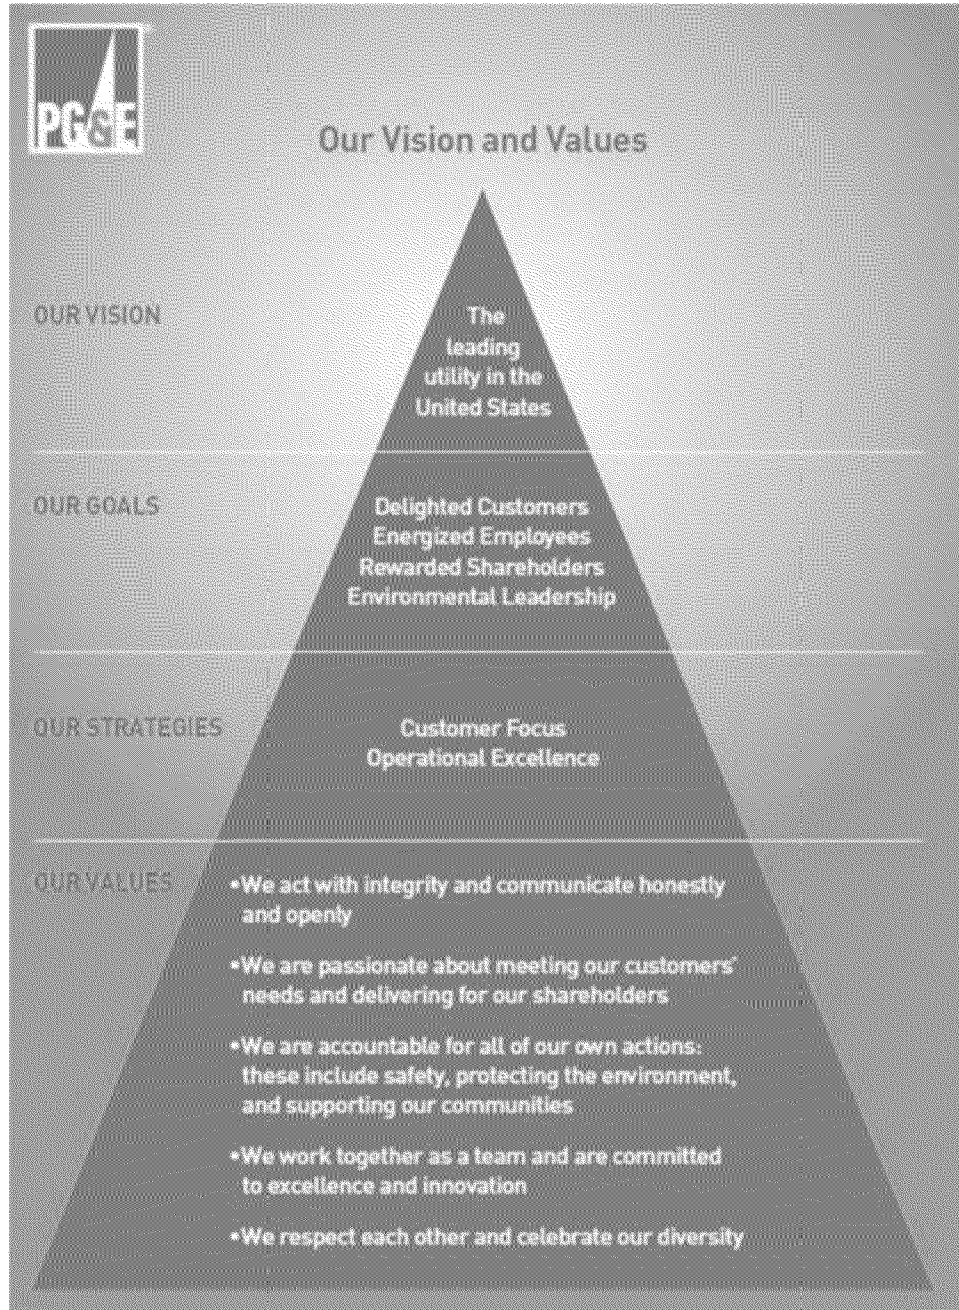 PG&E
Our Vision and Values
OUR VISION
The
leading
utility in the
United States
OUR GOALS
Delighted Customers
Energized Employees
Rewarded Shareholders
Environmental Leadership
OUR STRATEGIES
Customer Focus
Operational Excellence
OUR VALUES
•We act with integrity and communicate honestly
and openly
•We are passionate about meeting our customers'
needs and delivering for our shareholders
•We are accountable for all of our own actions:
these include safety, protecting the environment,
and supporting our communities
•We work together as a team and are committed
to excellence and innovation
•We respect each other and celebrate our diversity